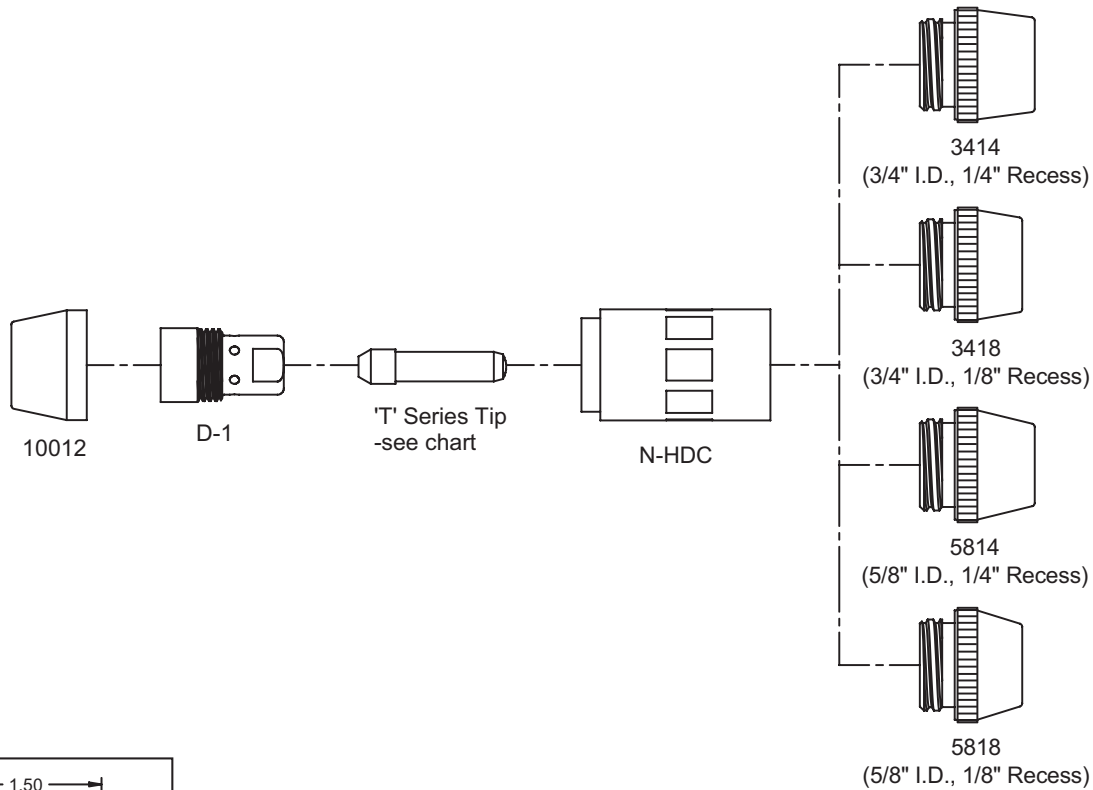 3414
(3/4" I.D., 1/4" Recess)
3418
(3/4" I.D., 1/8" Recess)
10012
D-1
'T' Series Tip
-see chart
N-HDC
5814
(5/8" I.D., 1/4" Recess)
5818
(5/8" I.D., 1/8" Recess)
1.50